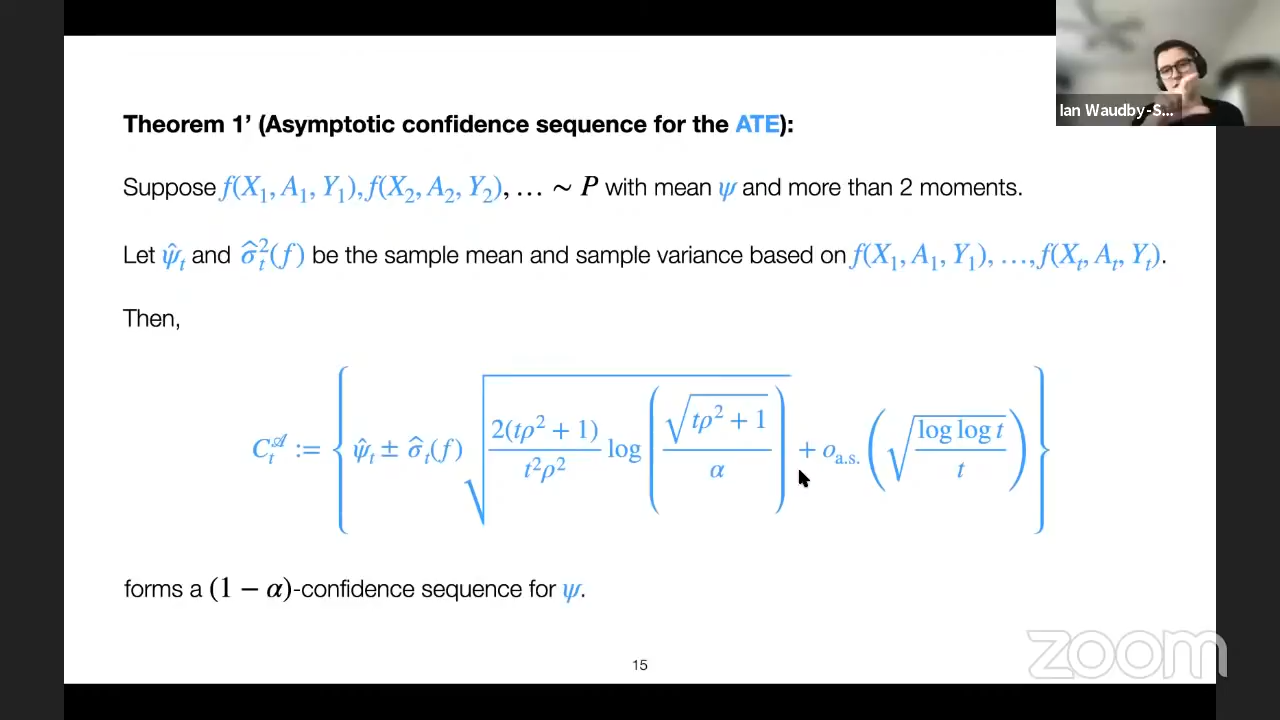 Ian Waudby-S...
Theorem 1’ (Asymptotic confidence sequence for the ATE):
Suppose f(X₁, A₁, Y₁), f(X₂, A₂, Y₂), … ∼ P with mean ψ and more than 2 moments.
Let ψ̂ₜ and σ̂ₜ²(f) be the sample mean and sample variance based on f(X₁, A₁, Y₁), …, f(Xₜ, Aₜ, Yₜ).
Then,
Cₜ^𝒜 := { ψ̂ₜ ± σ̂ₜ(f) √( 2(tρ² + 1) / t²ρ² log( √(tρ² + 1) / α ) ) + o_a.s.( √( log log t / t ) ) }
forms a (1 − α)-confidence sequence for ψ.
15
zoom